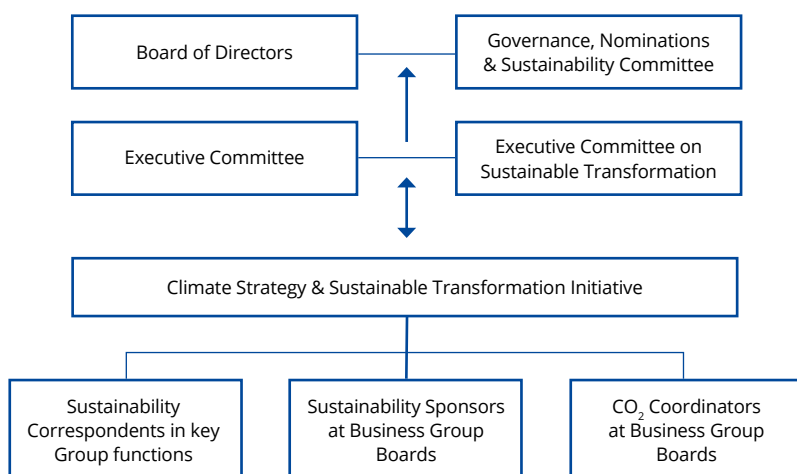 Board of Directors
Governance, Nominations
& Sustainability Committee
Executive Committee
Executive Committee on
Sustainable Transformation
Climate Strategy & Sustainable Transformation Initiative
Sustainability
Correspondents in key
Group functions
Sustainability Sponsors
at Business Group
Boards
CO₂ Coordinators
at Business Group
Boards